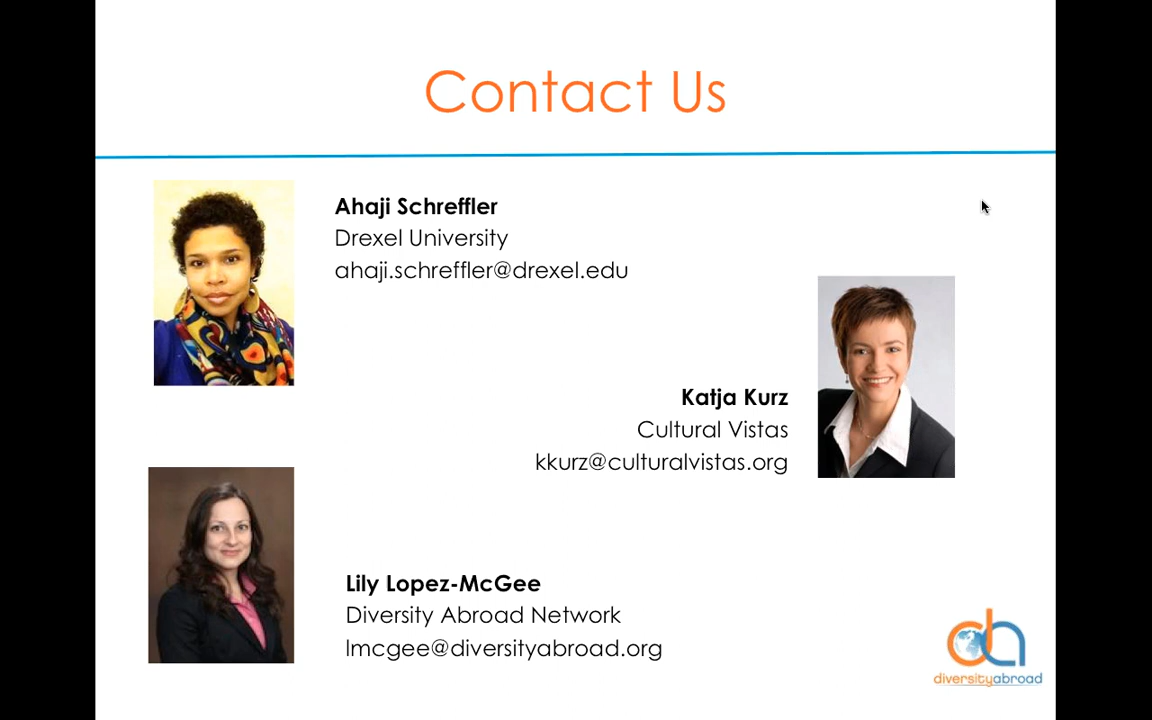 Contact Us
Ahaji Schreffler
Drexel University
ahaji.schreffler@drexel.edu
Katja Kurz
Cultural Vistas
kkurz@culturalvistas.org
Lily Lopez-McGee
Diversity Abroad Network
lmcgee@diversityabroad.org
da
diversityabroad